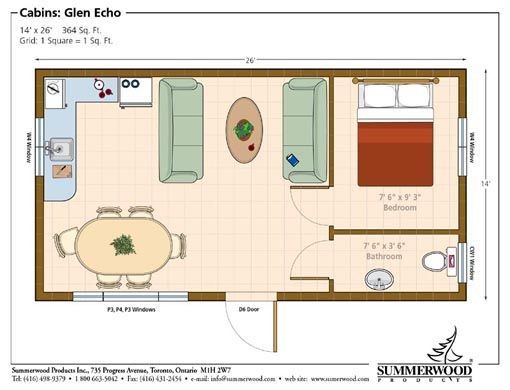 Cabins: Glen Echo
14' x 26'   364 Sq. Ft.
Grid: 1 Square = 1 Sq. Ft.
26'
W4 Window
14'
7' 6" x 9' 3"
Bedroom
7' 6" x 3' 6"
Bathroom
CW1 Window
P3, P4, P3 Windows
D6 Door
Summerwood Products Inc., 735 Progress Avenue, Toronto, Ontario M1H 2W7
Tel: (416) 498-9379 • 1 800 663-5042 • Fax: (416) 431-2454 • e-mail: info@summerwood.com • web site: www.summerwood.com
SUMMERWOOD
PRODUCTS
W4 Window